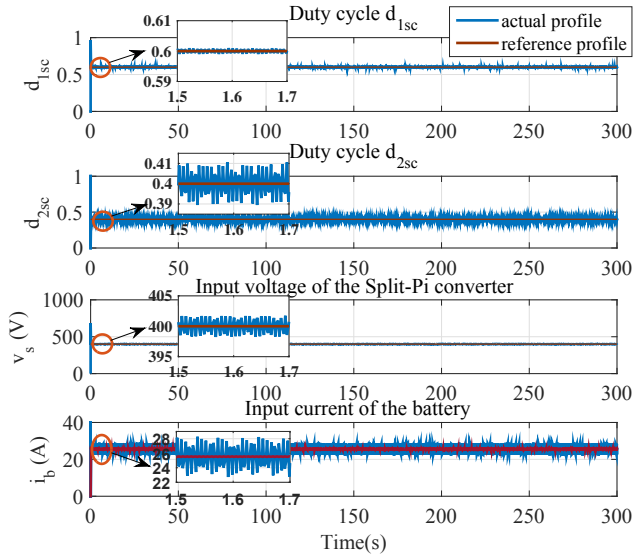 Duty cycle d1sc
actual profile
reference profile
0.61
0.6
0.59
1.5 1.6 1.7
d1sc
1
0.5
0
0 50 100 150 200 250 300
Duty cycle d2sc
0.41
0.4
0.39
1.5 1.6 1.7
d2sc
1
0.5
0
0 50 100 150 200 250 300
Input voltage of the Split-Pi converter
405
400
395
1.5 1.6 1.7
vs (V)
1000
500
0
0 50 100 150 200 250 300
Input current of the battery
28
26
24
22
1.5 1.6 1.7
ib (A)
40
20
0
0 50 100 150 200 250 300
Time(s)